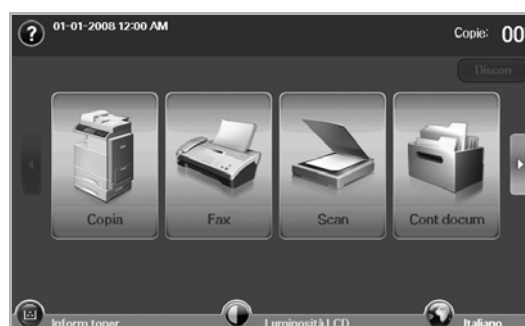 ? 01-01-2008 12:00 AM Copie: 00
Discon
Copia Fax Scan Cont docum
Inform toner Luminosità LCD Italiano